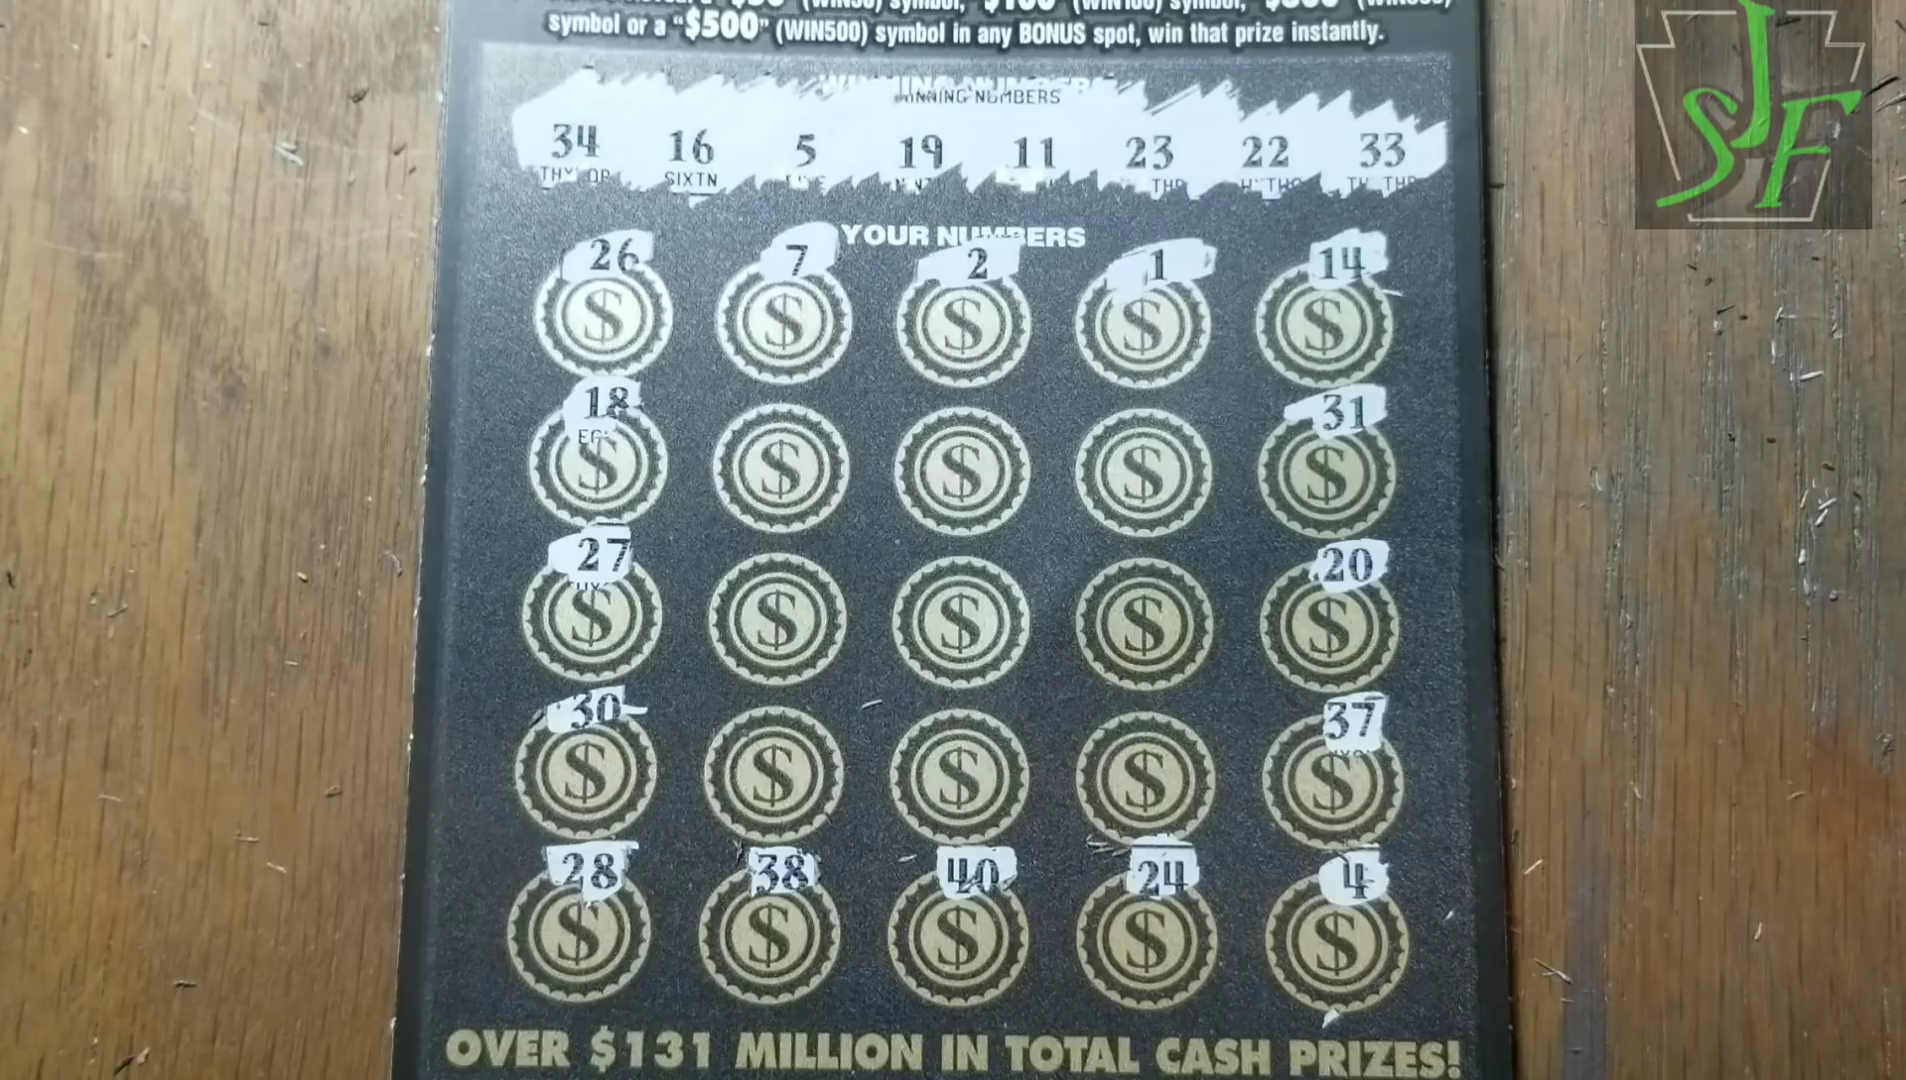 symbol or a "$500" (WIN500) symbol in any BONUS spot, win that prize instantly.
WINNING NUMBERS
34 16 5 19 11 23 22 33
SIXTN
YOUR NUMBERS
26 7 2 1 14
18 31
27 20
30 37
28 38 40 24 4
OVER $131 MILLION IN TOTAL CASH PRIZES!
SJF